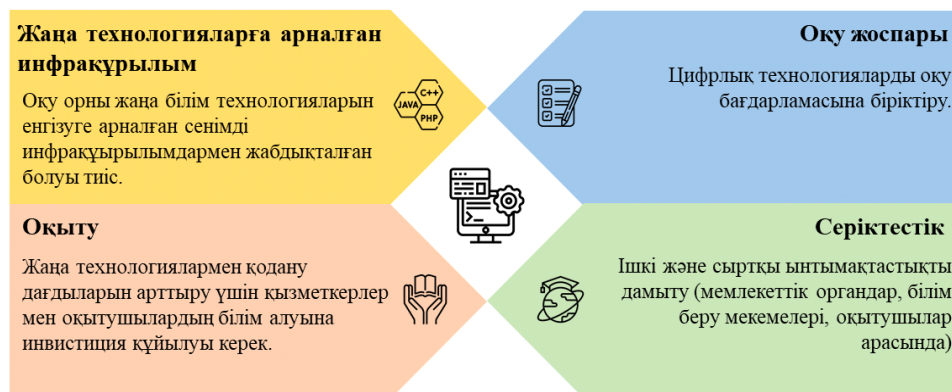 Жаңа технологияларға арналған
инфрақұрылым
Оқу орны жаңа білім технологияларын
енгізуге арналған сенімді
инфрақұырылымдармен жабдықталған
болуы тиіс.
C++
JAVA
PHP
Оқу жоспары
Цифрлық технологияларды оқу
бағдарламасына біріктіру.
Оқыту
Жаңа технологиялармен қодану
дағдыларын арттыру үшін қызметкерлер
мен оқытушылардың білім алуына
инвестиция құйылуы керек.
Серіктестік
Ішкі және сыртқы ынтымақтастықты
дамыту (мемлекеттік органдар, білім
беру мекемелері, оқытушылар
арасында)